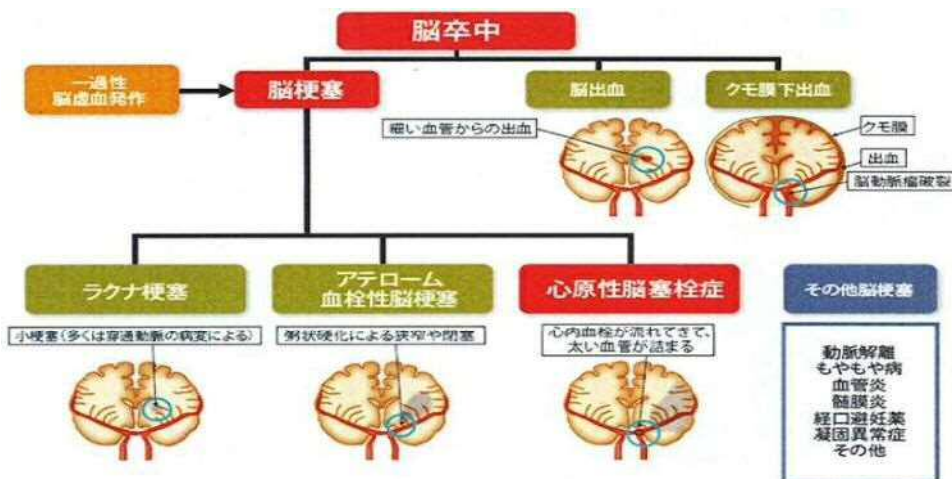 脳卒中
一過性
脳虚血発作
脳梗塞
脳出血
クモ膜下出血
細い血管からの出血
クモ膜
出血
脳動脈瘤破裂
ラクナ梗塞
アテローム
血栓性脳梗塞
心原性脳塞栓症
その他脳梗塞
小梗塞(多くは穿通動脈の病変による)
粥状硬化による狭窄や閉塞
心内血栓が流れてきて、
太い血管が詰まる
動脈解離
もやもや病
血管炎
髄膜炎
経口避妊薬
凝固異常症
その他